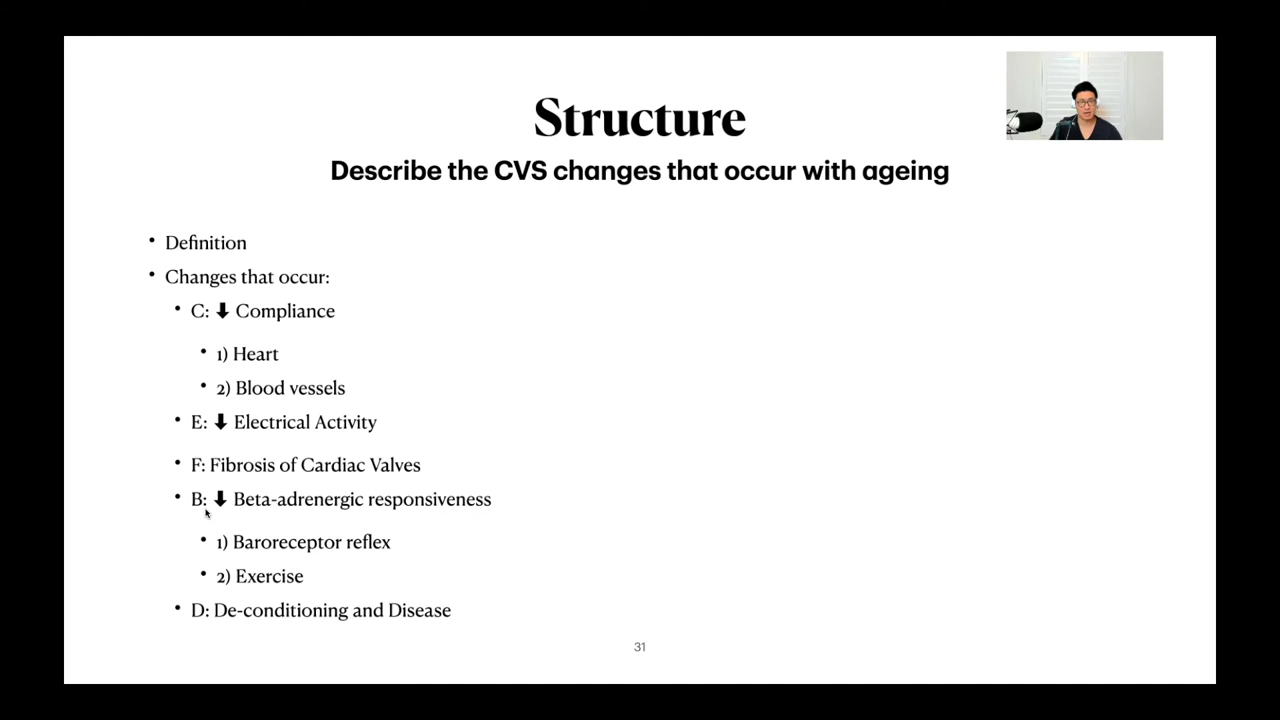 Structure
Describe the CVS changes that occur with ageing
• Definition
• Changes that occur:
• C: ⬇ Compliance
• 1) Heart
• 2) Blood vessels
• E: ⬇ Electrical Activity
• F: Fibrosis of Cardiac Valves
• B: ⬇ Beta-adrenergic responsiveness
• 1) Baroreceptor reflex
• 2) Exercise
• D: De-conditioning and Disease
31